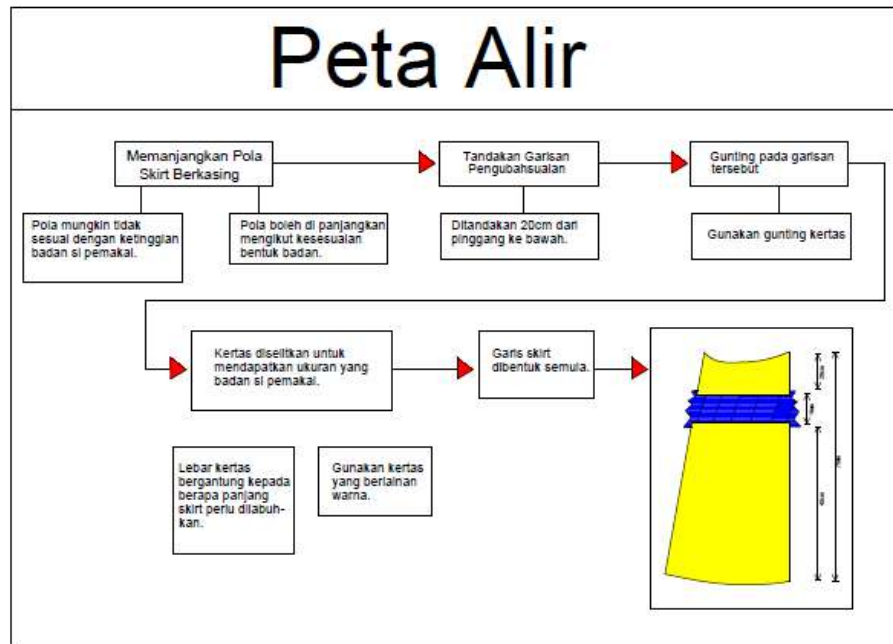 Peta Alir
Memanjangkan Pola
Skirt Berkasing
Tandakan Garisan
Pengubahsuaian
Gunting pada garisan
tersebut
Pola mungkin tidak
sesuai dengan ketinggian
badan si pemakai.
Pola boleh di panjangkan
mengikut kesesuaian
bentuk badan.
Ditandakan 20cm dari
pinggang ke bawah.
Gunakan gunting kertas
Kertas diselitkan untuk
mendapatkan ukuran yang
badan si pemakai.
Garis skirt
dibentuk semula.
Lebar kertas
bergantung kepada
berapa panjang
skirt perlu dilabuh-
kan.
Gunakan kertas
yang berlainan
warna.